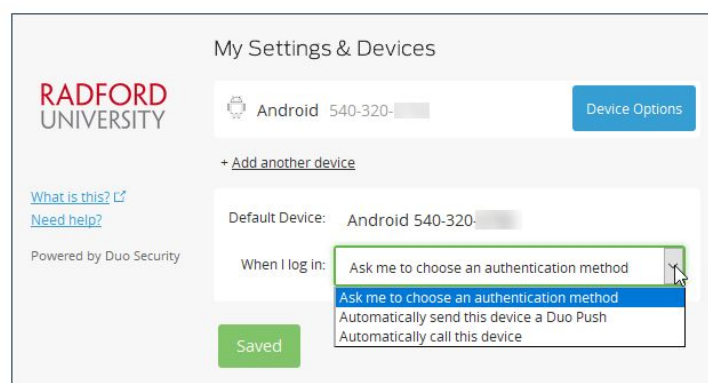 My Settings & Devices
RADFORD
UNIVERSITY
Android 540-320-
Device Options
+ Add another device
What is this?
Need help?
Powered by Duo Security
Default Device: Android 540-320-
When I log in: Ask me to choose an authentication method
Ask me to choose an authentication method
Automatically send this device a Duo Push
Automatically call this device
Saved